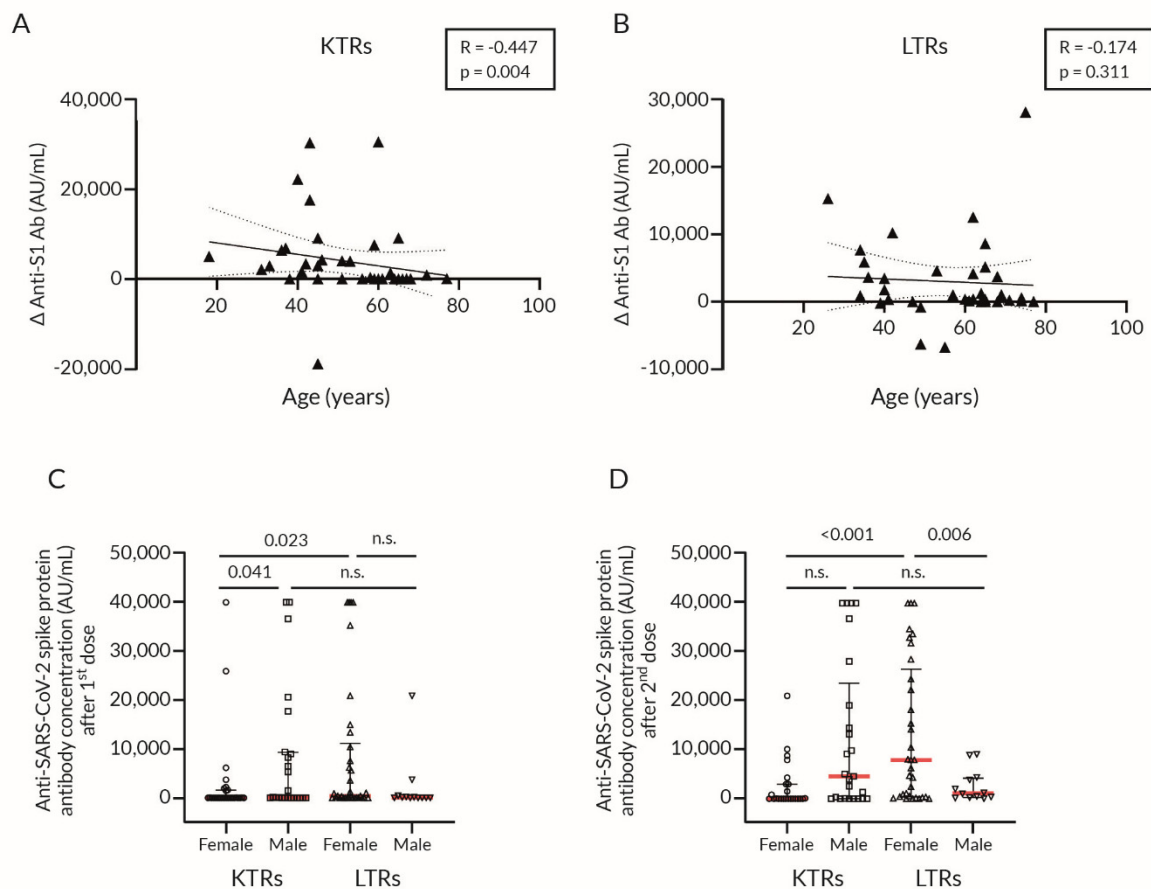 A
KTRs
R = -0.447
p = 0.004
40,000
20,000
0
-20,000
20
40
60
80
100
Δ Anti-S1 Ab (AU/mL)
Age (years)
B
LTRs
R = -0.174
p = 0.311
30,000
20,000
10,000
0
-10,000
20
40
60
80
100
Δ Anti-S1 Ab (AU/mL)
Age (years)
C
0.023
n.s.
0.041
n.s.
50,000
40,000
30,000
20,000
10,000
0
Anti-SARS-CoV-2 spike protein
antibody concentration (AU/mL)
after 1st dose
Female
Male
Female
Male
KTRs
LTRs
D
<0.001
0.006
n.s.
n.s.
50,000
40,000
30,000
20,000
10,000
0
Anti-SARS-CoV-2 spike protein
antibody concentration (AU/mL)
after 2nd dose
Female
Male
Female
Male
KTRs
LTRs